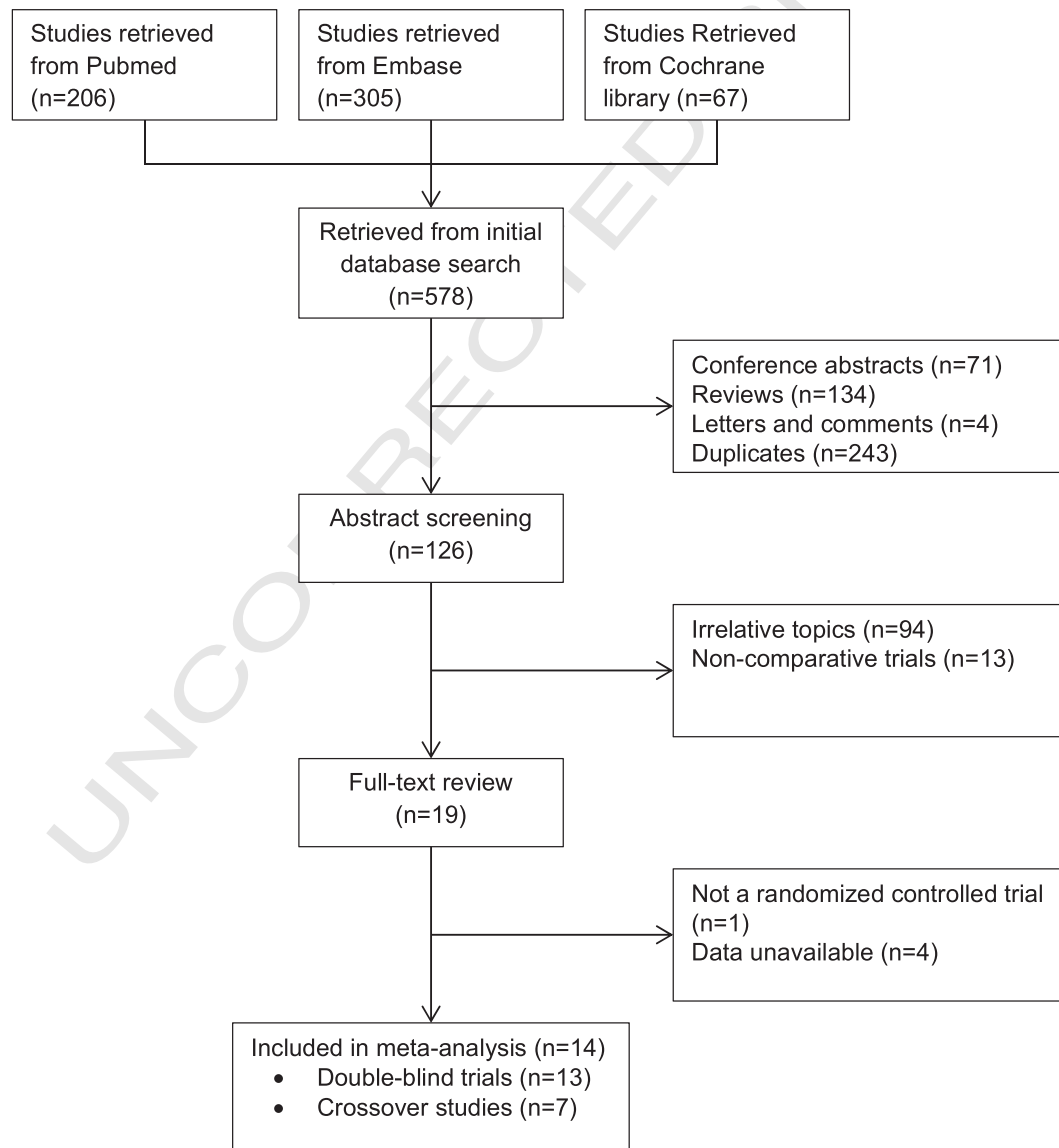 Studies retrieved
from Pubmed
(n=206)
Studies retrieved
from Embase
(n=305)
Studies Retrieved
from Cochrane
library (n=67)
Retrieved from initial
database search
(n=578)
Conference abstracts (n=71)
Reviews (n=134)
Letters and comments (n=4)
Duplicates (n=243)
Abstract screening
(n=126)
Irrelative topics (n=94)
Non-comparative trials (n=13)
Full-text review
(n=19)
Not a randomized controlled trial
(n=1)
Data unavailable (n=4)
Included in meta-analysis (n=14)
• Double-blind trials (n=13)
• Crossover studies (n=7)